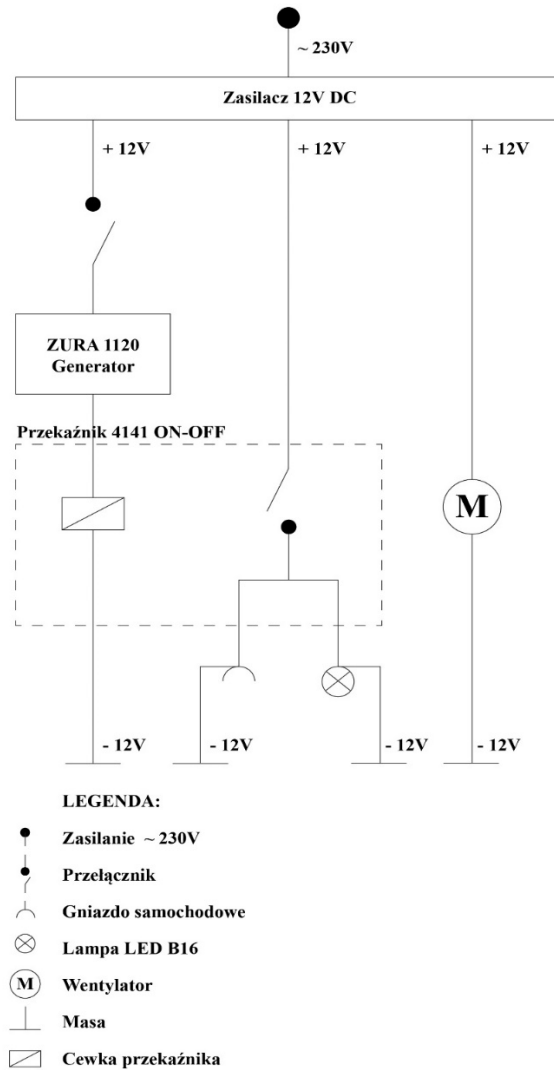 ~ 230V
Zasilacz 12V DC
+ 12V
+ 12V
+ 12V
ZURA 1120
Generator
Przekaźnik 4141 ON-OFF
M
- 12V
- 12V
- 12V
- 12V
LEGENDA:
Zasilanie ~ 230V
Przełącznik
Gniazdo samochodowe
Lampa LED B16
M Wentylator
Masa
Cewka przekaźnika